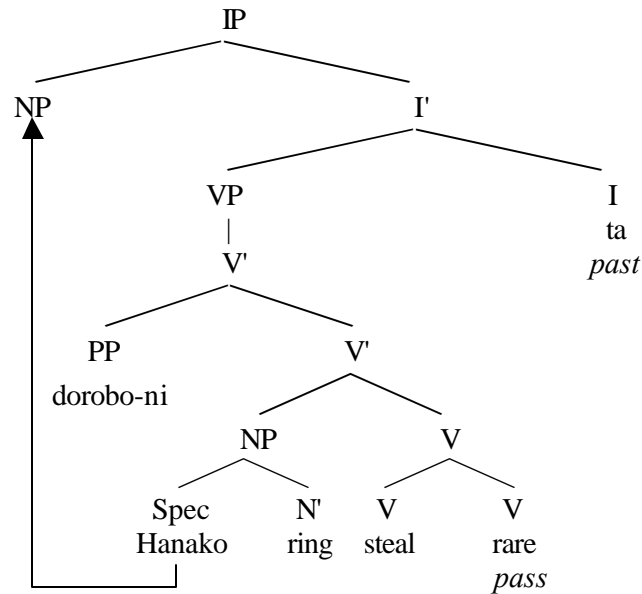 IP
NP I'
VP I
ta
past
V'
PP V'
dorobo-ni
NP V
Spec N' V V
Hanako ring steal rare
pass